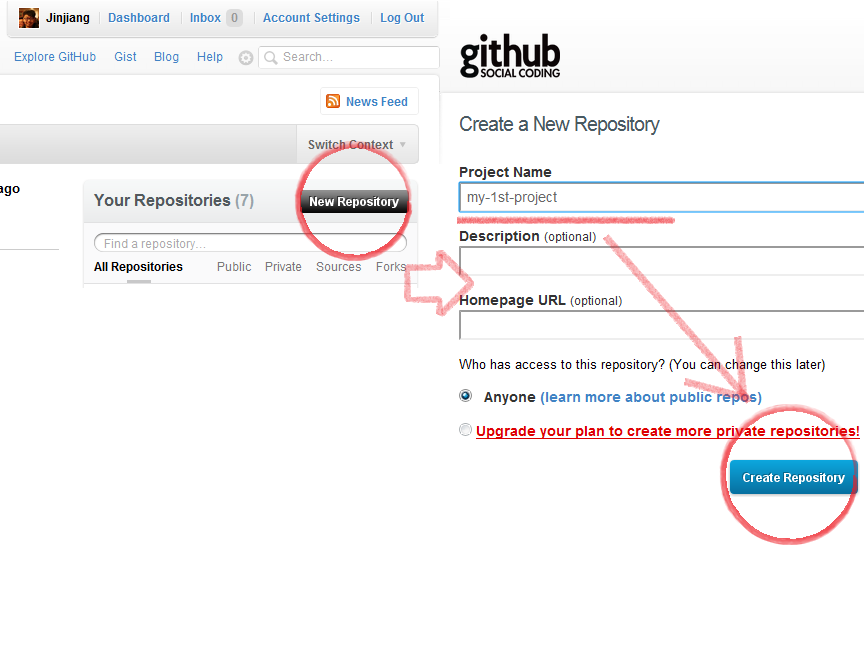 Jinjiang Dashboard Inbox 0 Account Settings Log Out
Explore GitHub Gist Blog Help Search...
News Feed
Switch Context
ago
Your Repositories (7) New Repository
Find a repository...
All Repositories Public Private Sources Forks
github
SOCIAL CODING
Create a New Repository
Project Name
my-1st-project
Description (optional)
Homepage URL (optional)
Who has access to this repository? (You can change this later)
Anyone (learn more about public repos)
Upgrade your plan to create more private repositories!
Create Repository